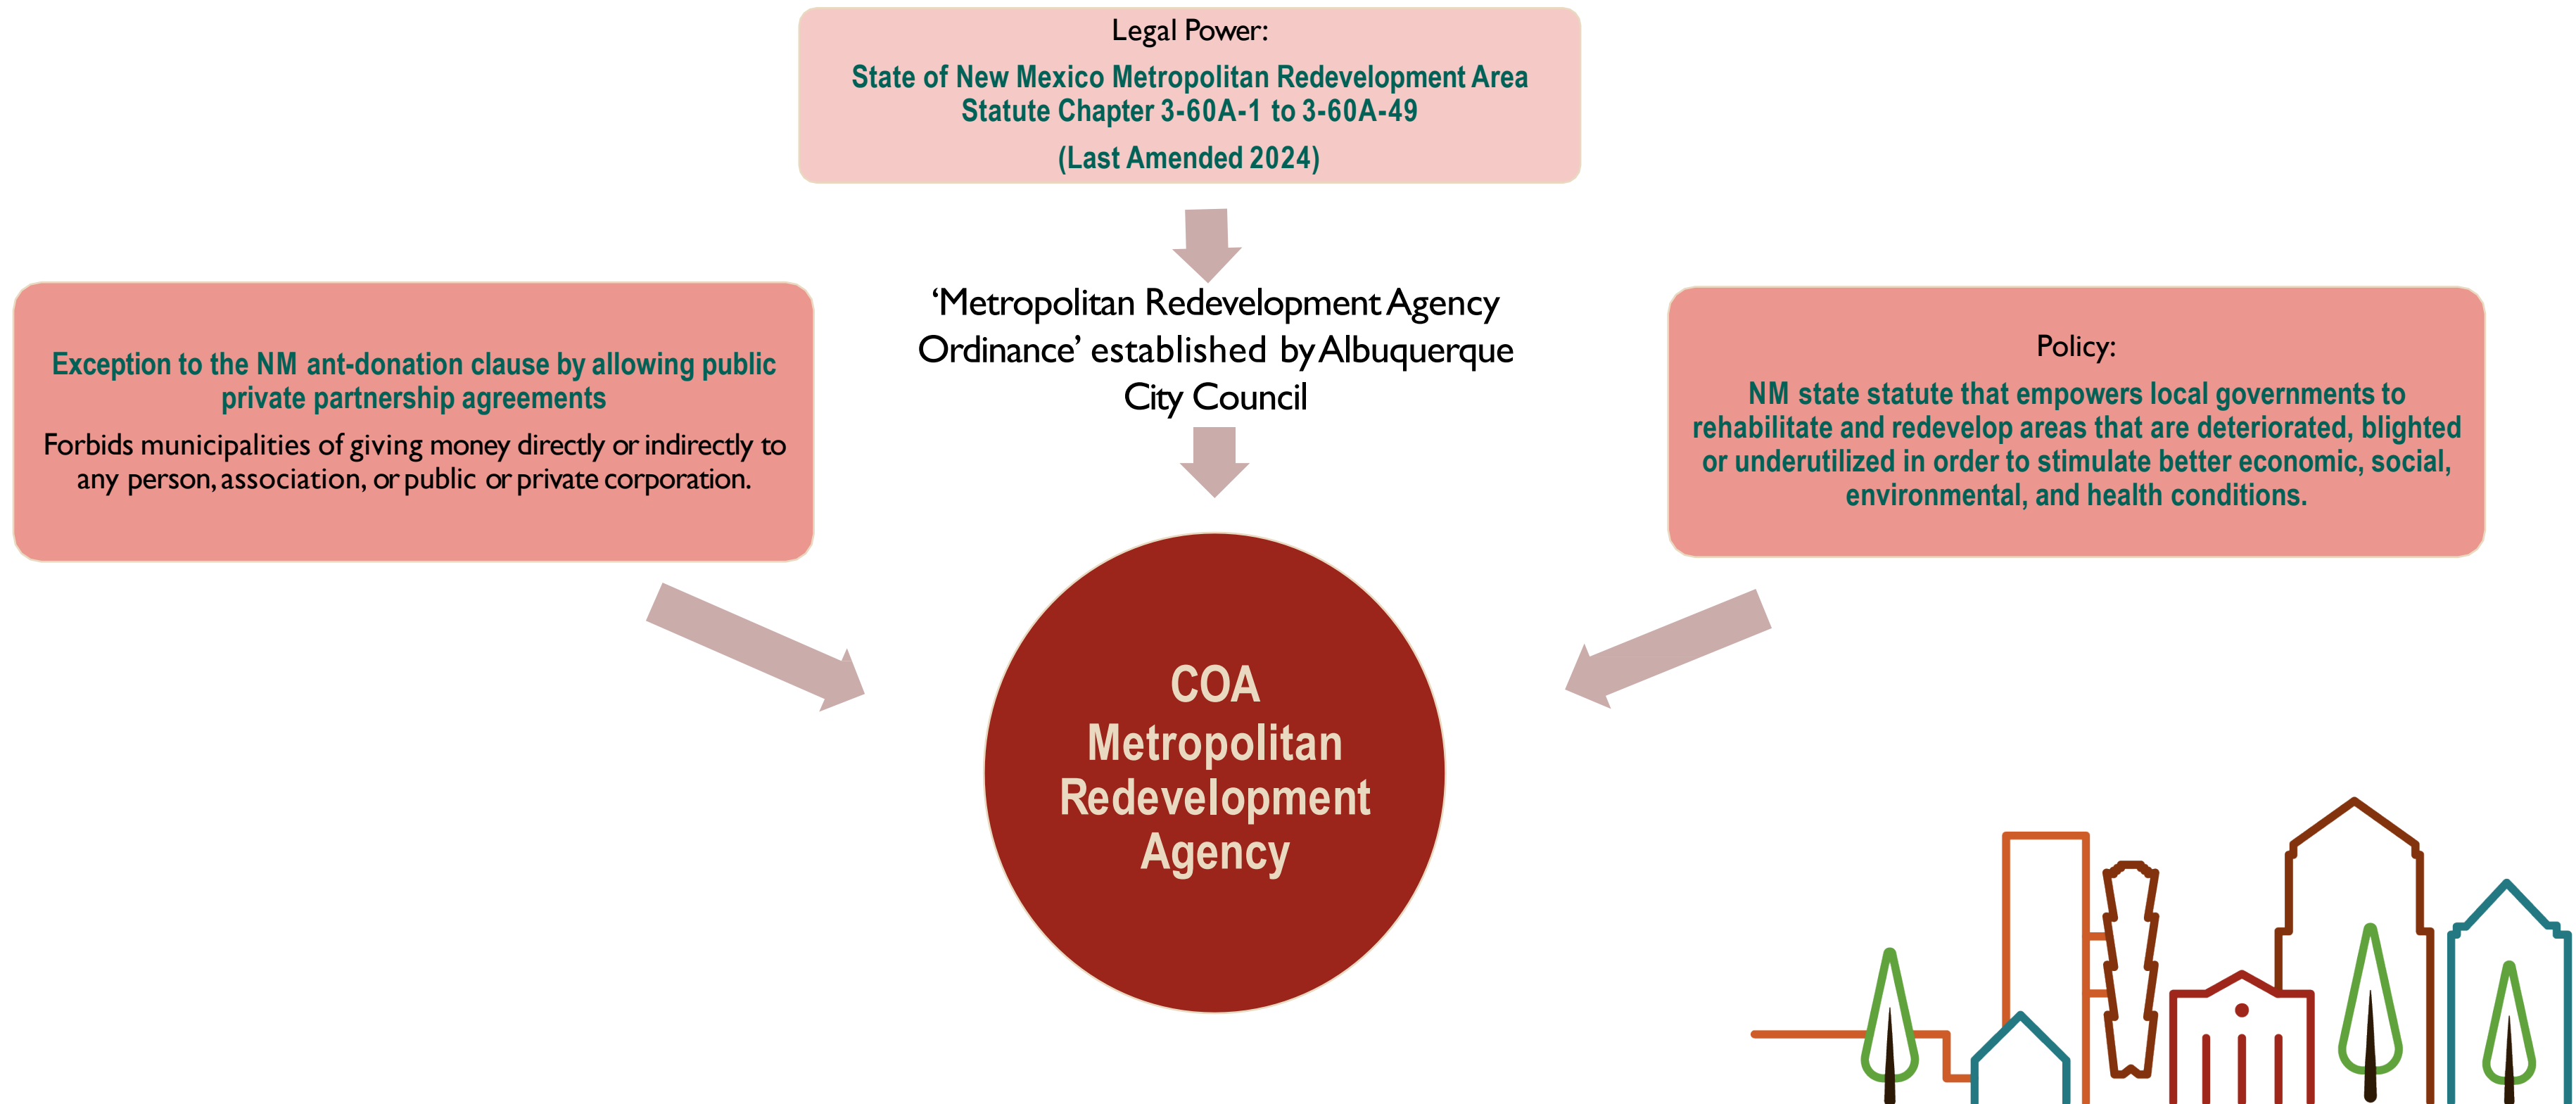 Legal Power:
State of New Mexico Metropolitan Redevelopment Area
Statute Chapter 3-60A-1 to 3-60A-49
(Last Amended 2024)
‘Metropolitan Redevelopment Agency
Ordinance’ established by Albuquerque
City Council
Exception to the NM ant-donation clause by allowing public
private partnership agreements
Forbids municipalities of giving money directly or indirectly to
any person, association, or public or private corporation.
Policy:
NM state statute that empowers local governments to
rehabilitate and redevelop areas that are deteriorated, blighted
or underutilized in order to stimulate better economic, social,
environmental, and health conditions.
COA
Metropolitan
Redevelopment
Agency